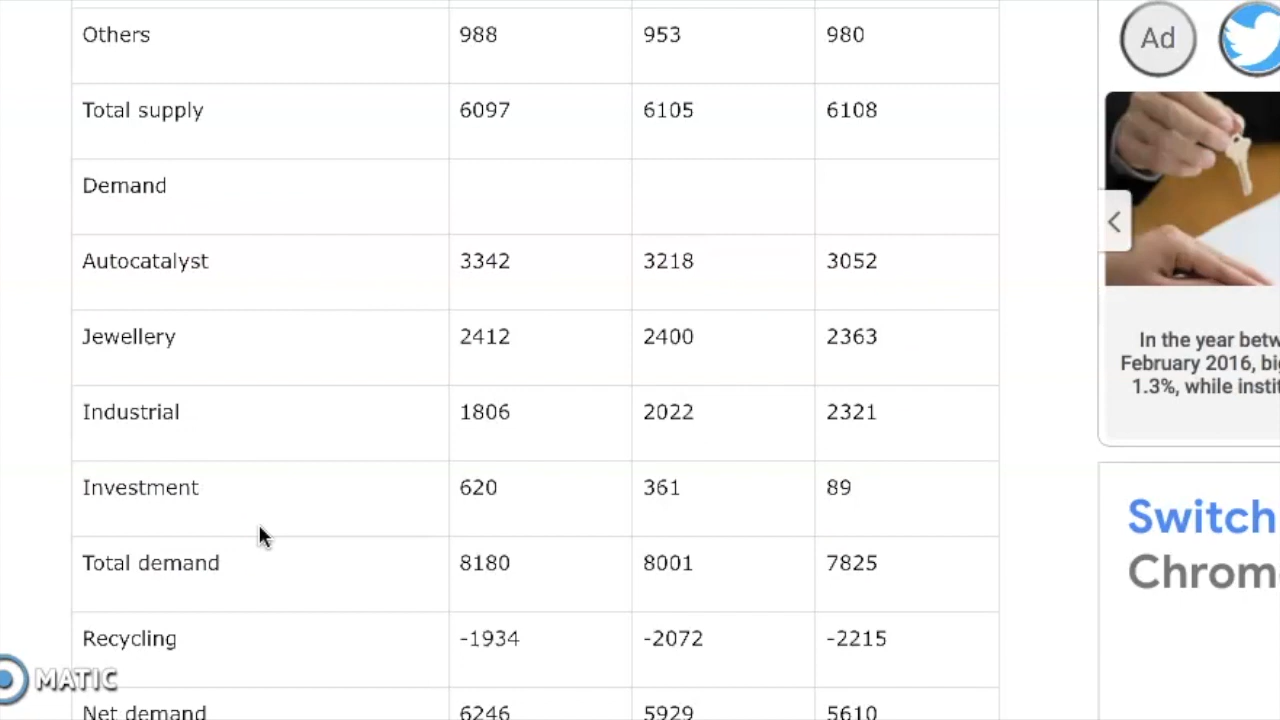 Others 988 953 980
Total supply 6097 6105 6108
Demand
Autocatalyst 3342 3218 3052
Jewellery 2412 2400 2363
Industrial 1806 2022 2321
Investment 620 361 89
Total demand 8180 8001 7825
Recycling -1934 -2072 -2215
Net demand 6246 5929 5610
Ad
In the year betw
February 2016, big
1.3%, while instit
Switch
Chrom
MATIC